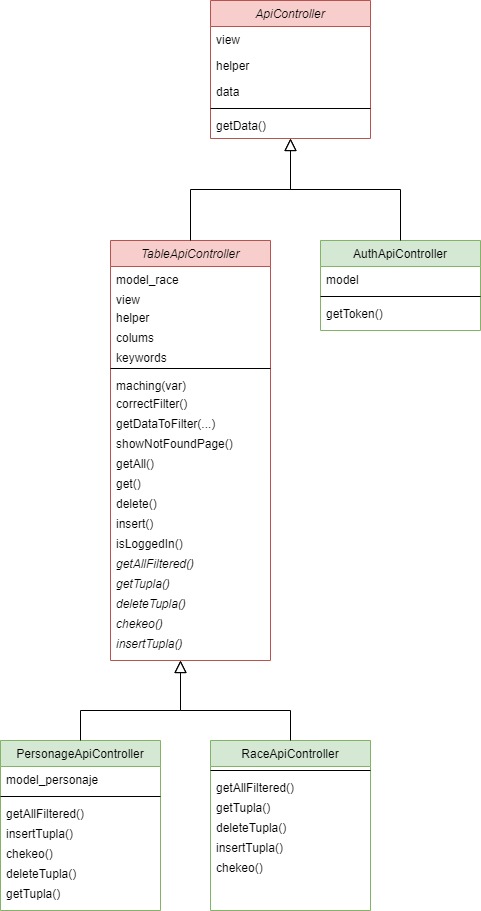 ApiController
view
helper
data
getData()
TableApiController
model_race
view
helper
colums
keywords
maching(var)
correctFilter()
getDataToFilter(...)
showNotFoundPage()
getAll()
get()
delete()
insert()
isLoggedIn()
getAllFiltered()
getTupla()
deleteTupla()
chekeo()
insertTupla()
AuthApiController
model
getToken()
PersonageApiController
model_personaje
getAllFiltered()
insertTupla()
chekeo()
deleteTupla()
getTupla()
RaceApiController
getAllFiltered()
getTupla()
deleteTupla()
insertTupla()
chekeo()